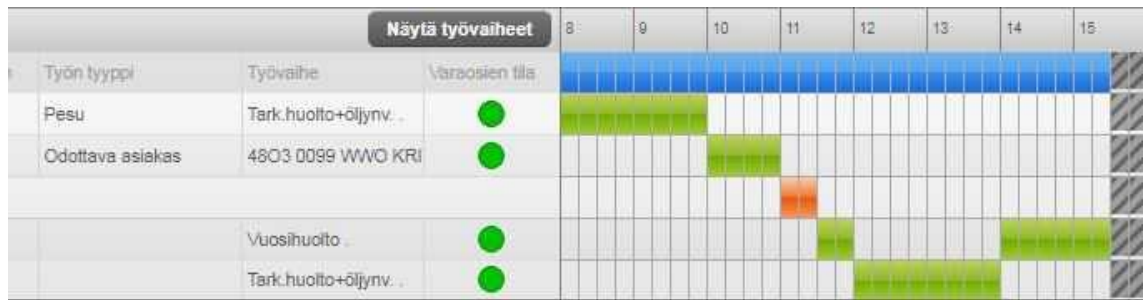 Näytä työvaiheet 8 9 10 11 12 13 14 15
Työn tyyppi Työvaihe Varaosien tila
Pesu Tark.huolto+öljynv. .
Odottava asiakas 48O3 0099 WWO KRI
Vuosihuolto .
Tark.huolto+öljynv. .